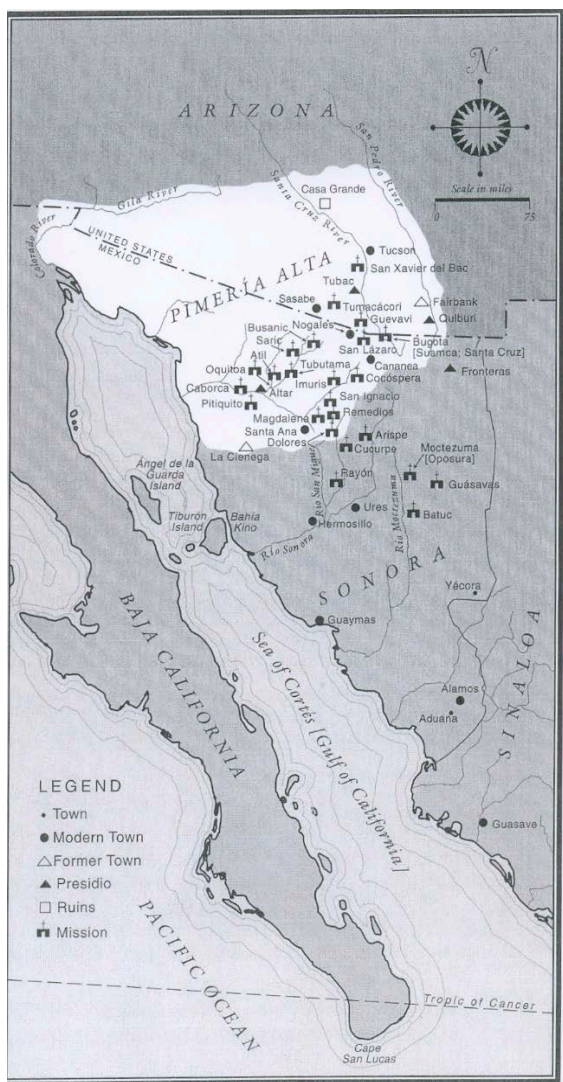 N
ARIZONA
San Pedro River
Santa Cruz River
Casa Grande
Scale in miles
0 75
Gila River
Colorado River
UNITED STATES
MEXICO
PIMERÍA ALTA
Tucson
San Xavier del Bac
Tubac
Sasabe
Tumacácori
Fairbank
Guevavi
Quiburi
Busanic
Nogales
San Lázaro
Bugota
[Suamca; Santa Cruz]
Saric
Cananea
Fronteras
Atil
Tubutama
Oquitoa
Imuris
Cocóspera
Caborca
Altar
San Ignacio
Pitiquito
Magdalena
Remedios
Santa Ana
Dolores
Arispe
Cucurpe
La Cienega
Moctezuma
[Oposura]
Ángel de la
Guarda
Island
Rayón
Guásavas
Río San Miguel
Río Moctezuma
Tiburón
Island
Bahía
Kino
Ures
Batuc
Hermosillo
Río Sonora
SONORA
Yécora
BAJA CALIFORNIA
Guaymas
Sea of Cortés [Gulf of California]
SINALOA
Alamos
Aduana
Guasave
LEGEND
Town
Modern Town
Former Town
Presidio
Ruins
Mission
PACIFIC OCEAN
Tropic of Cancer
Cape
San Lucas